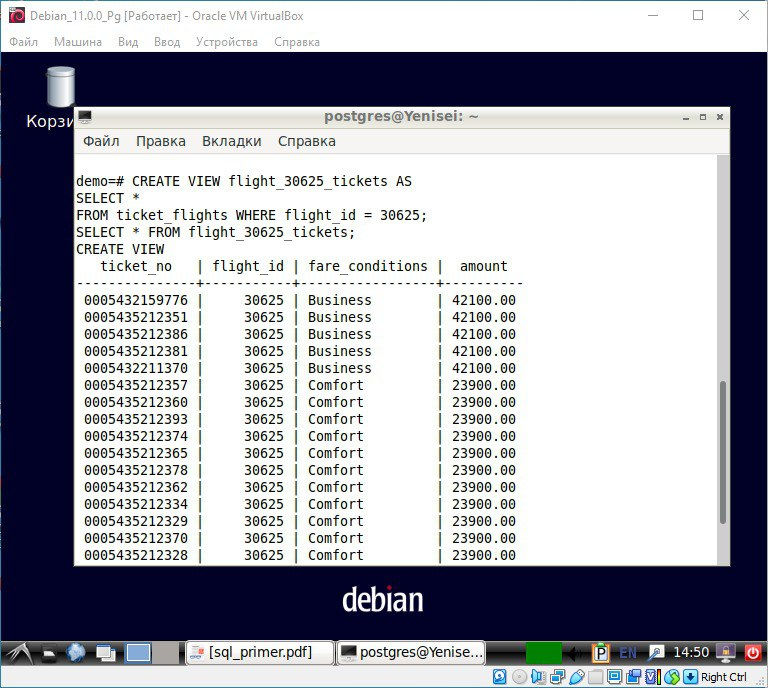 Debian_11.0.0_Pg [Работает] - Oracle VM VirtualBox
Файл Машина Вид Ввод Устройства Справка
Корзи
postgres@Yenisei: ~
Файл Правка Вкладки Справка
demo=# CREATE VIEW flight_30625_tickets AS
SELECT *
FROM ticket_flights WHERE flight_id = 30625;
SELECT * FROM flight_30625_tickets;
CREATE VIEW
ticket_no | flight_id | fare_conditions | amount
---------------+-----------+-----------------+----------
0005432159776 | 30625 | Business | 42100.00
0005435212351 | 30625 | Business | 42100.00
0005435212386 | 30625 | Business | 42100.00
0005435212381 | 30625 | Business | 42100.00
0005432211370 | 30625 | Business | 42100.00
0005435212357 | 30625 | Comfort | 23900.00
0005435212360 | 30625 | Comfort | 23900.00
0005435212393 | 30625 | Comfort | 23900.00
0005435212374 | 30625 | Comfort | 23900.00
0005435212365 | 30625 | Comfort | 23900.00
0005435212378 | 30625 | Comfort | 23900.00
0005435212362 | 30625 | Comfort | 23900.00
0005435212334 | 30625 | Comfort | 23900.00
0005435212329 | 30625 | Comfort | 23900.00
0005435212370 | 30625 | Comfort | 23900.00
0005435212328 | 30625 | Comfort | 23900.00
debian
[sql_primer.pdf] postgres@Yenise... P EN 14:50
Right Ctrl